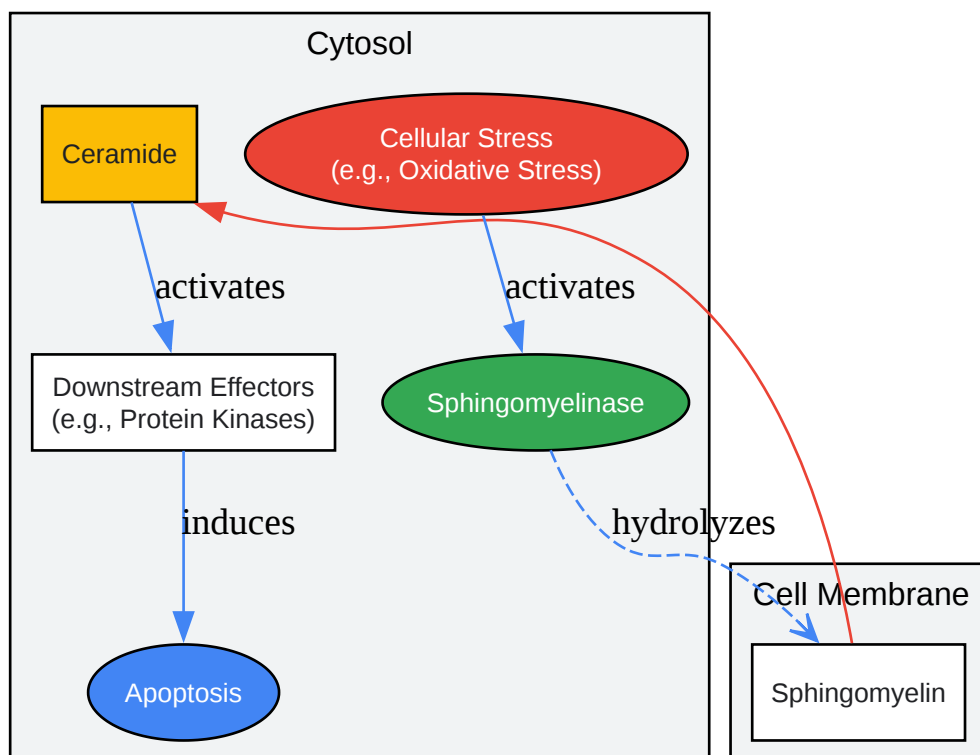 Cytosol
Ceramide
Cellular Stress
(e.g., Oxidative Stress)
activates
activates
Downstream Effectors
(e.g., Protein Kinases)
Sphingomyelinase
induces
hydrolyzes
Cell Membrane
Apoptosis
Sphingomyelin